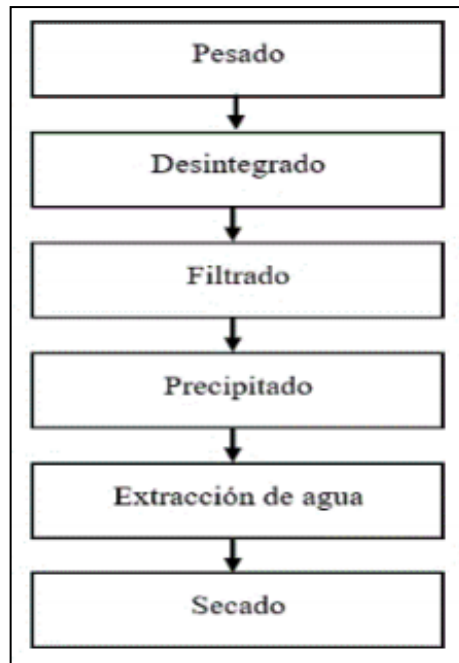 Pesado
Desintegrado
Filtrado
Precipitado
Extracción de agua
Secado